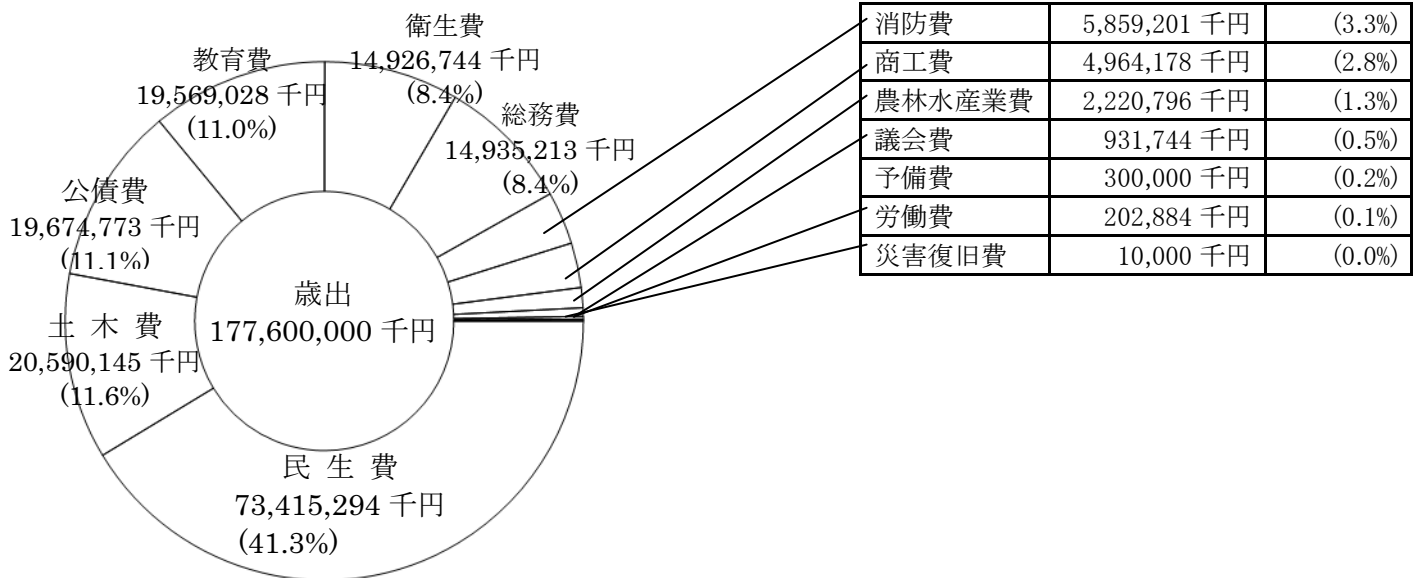 衛生費
14,926,744 千円
(8.4%)
教育費
19,569,028 千円
(11.0%)
総務費
14,935,213 千円
(8.4%)
公債費
19,674,773 千円
(11.1%)
歳出
177,600,000 千円
土 木 費
20,590,145 千円
(11.6%)
民 生 費
73,415,294 千円
(41.3%)
消防費 5,859,201 千円 (3.3%)
商工費 4,964,178 千円 (2.8%)
農林水産業費 2,220,796 千円 (1.3%)
議会費 931,744 千円 (0.5%)
予備費 300,000 千円 (0.2%)
労働費 202,884 千円 (0.1%)
災害復旧費 10,000 千円 (0.0%)